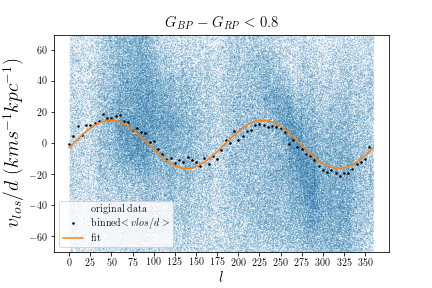 G_{BP} − G_{RP} < 0.8
60
40
20
0
−20
−40
−60
v_{los}/d (kms^{−1}kpc^{−1})
original data
binned<vlos/d>
fit
0 25 50 75 100 125 150 175 200 225 250 275 300 325 350
l